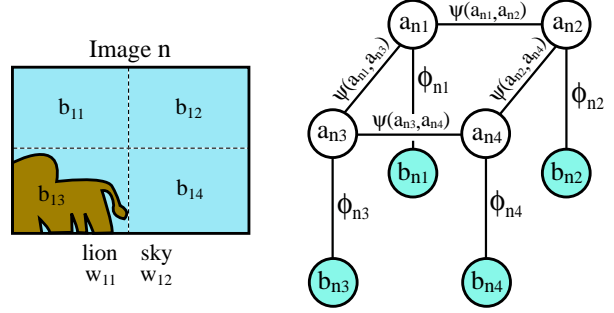 Image n
b₁₁
b₁₂
b₁₃
b₁₄
lion sky
w₁₁ w₁₂
aₙ₁
ψ(aₙ₁,aₙ₂)
aₙ₂
ψ(aₙ₁,aₙ₃)
ϕₙ₁
ψ(aₙ₂,aₙ₄)
ϕₙ₂
aₙ₃
ψ(aₙ₃,aₙ₄)
aₙ₄
bₙ₁
bₙ₂
ϕₙ₃
ϕₙ₄
bₙ₃
bₙ₄